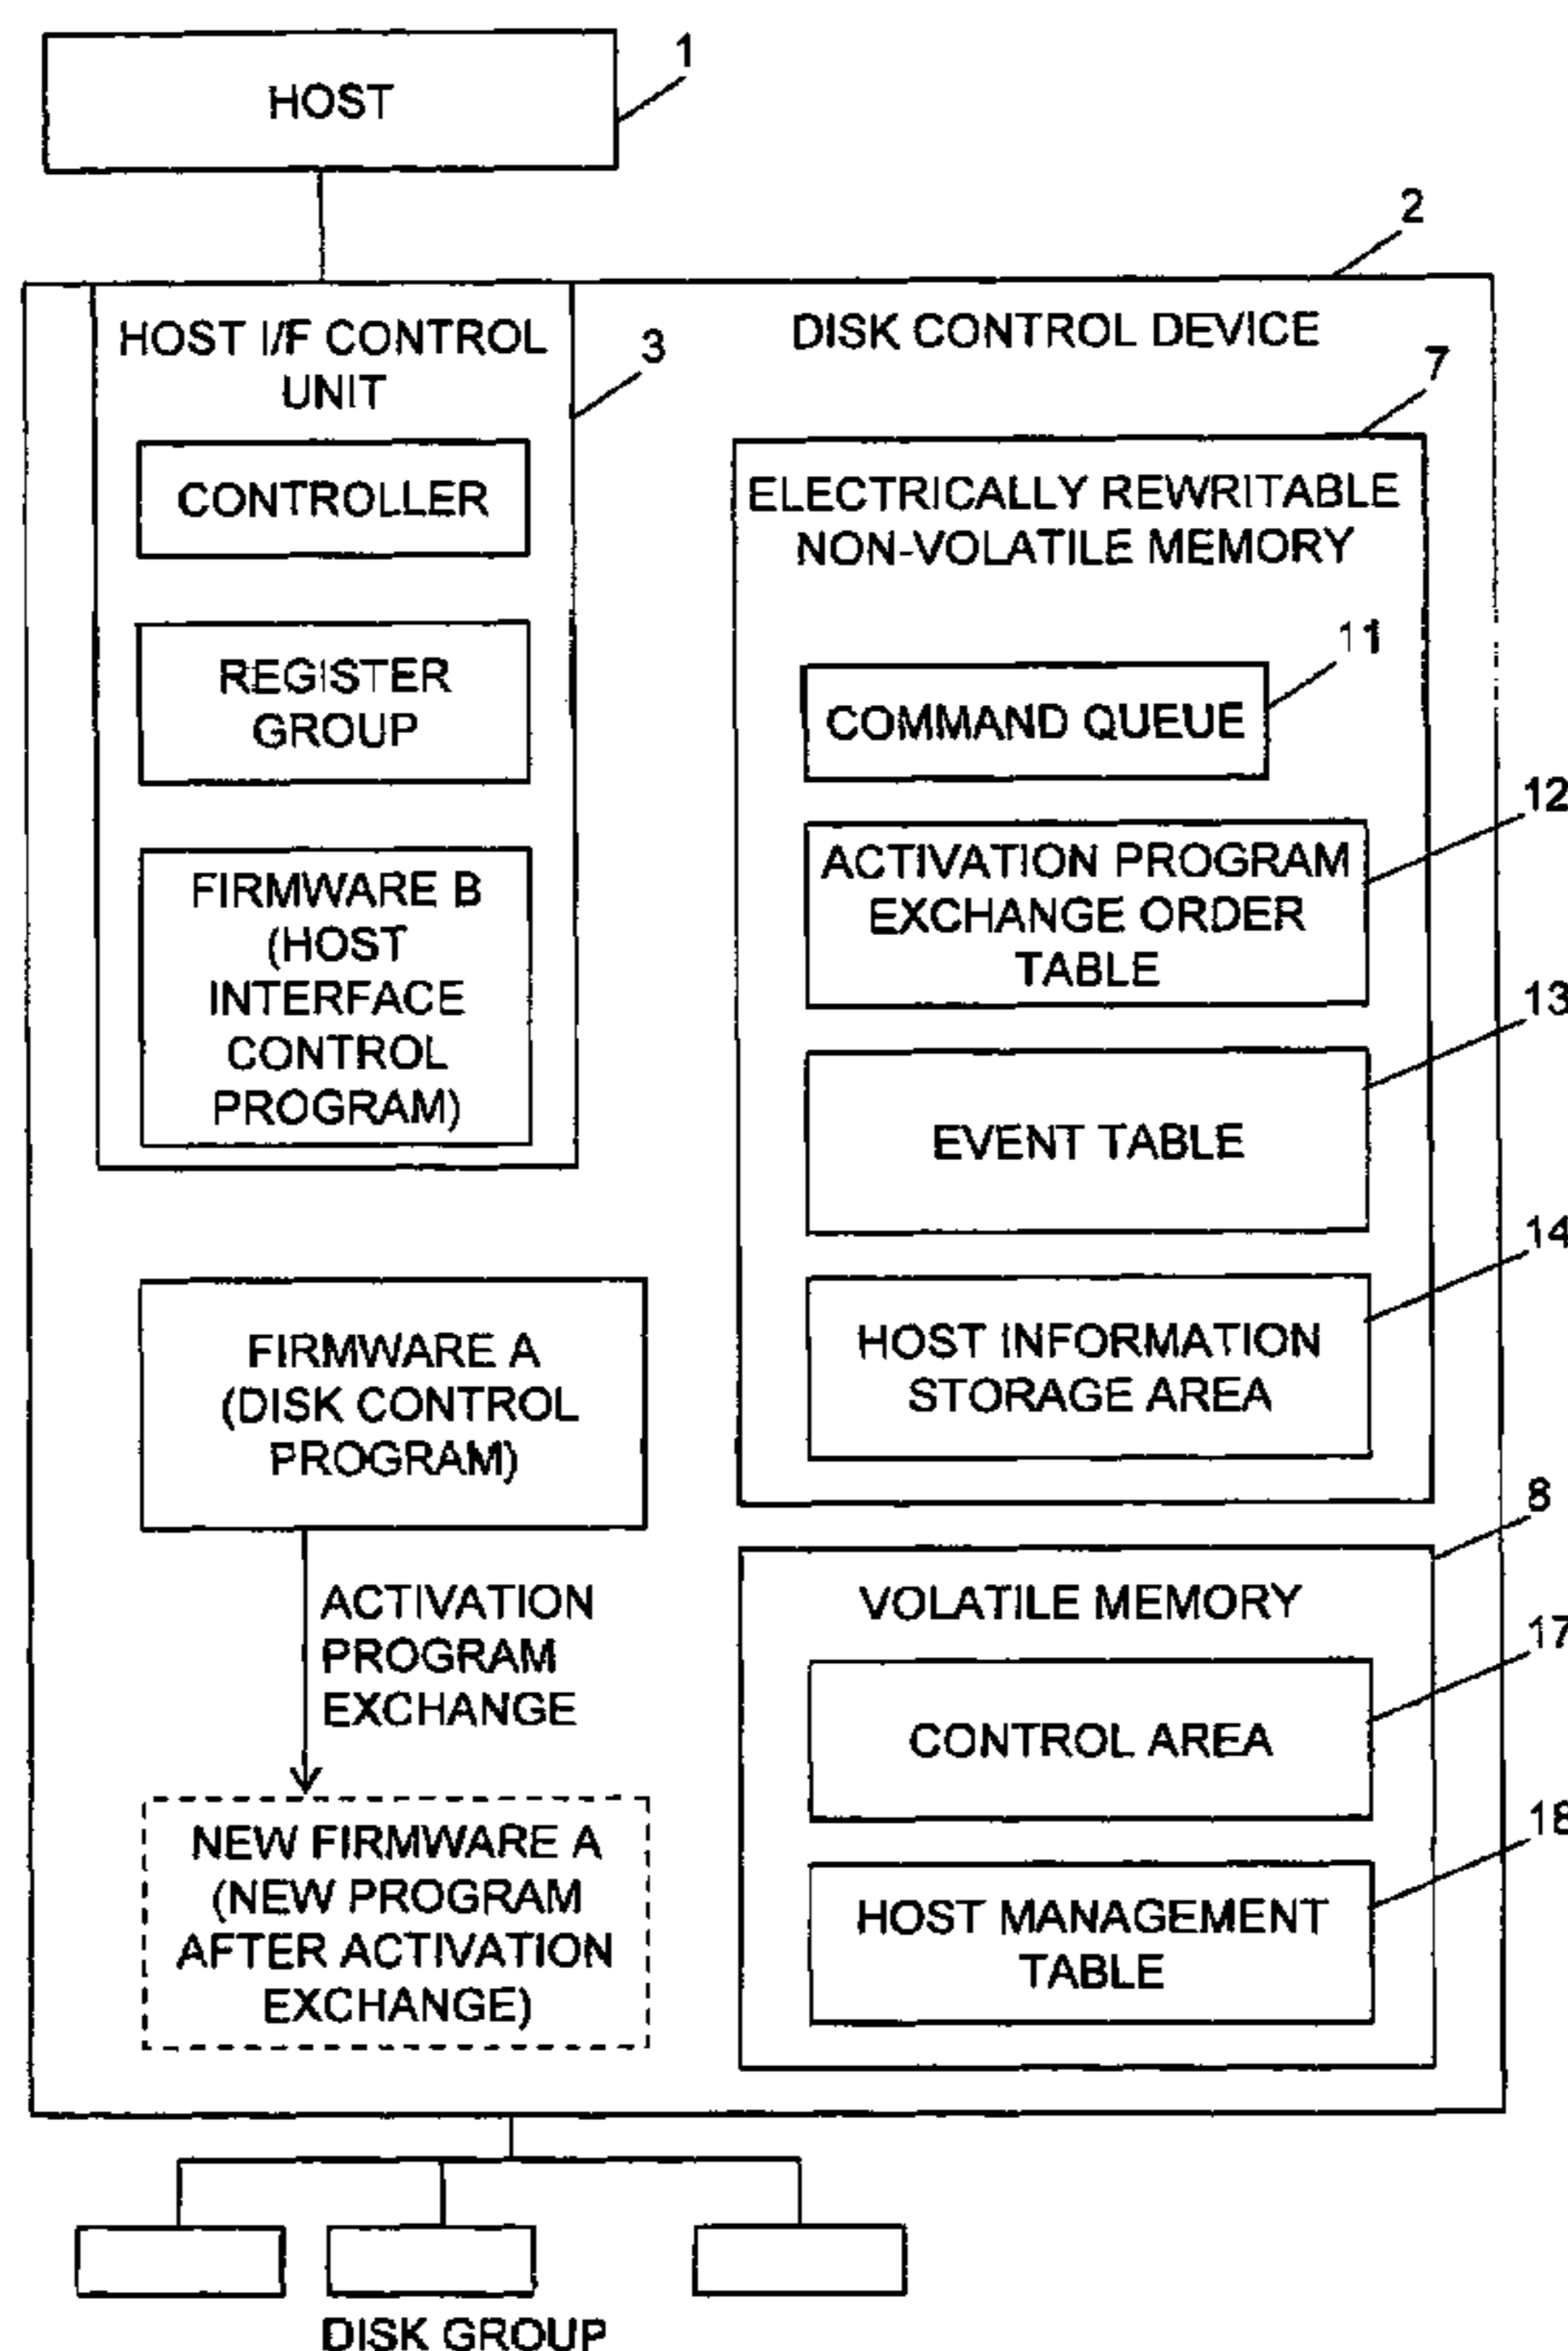 1
HOST
2
HOST I/F CONTROL
UNIT
3
DISK CONTROL DEVICE
7
CONTROLLER
ELECTRICALLY REWRITABLE
NON-VOLATILE MEMORY
REGISTER
GROUP
11
COMMAND QUEUE
12
ACTIVATION PROGRAM
EXCHANGE ORDER
TABLE
FIRMWARE B
(HOST
INTERFACE
CONTROL
PROGRAM)
13
EVENT TABLE
14
HOST INFORMATION
STORAGE AREA
FIRMWARE A
(DISK CONTROL
PROGRAM)
8
VOLATILE MEMORY
ACTIVATION
PROGRAM
EXCHANGE
17
CONTROL AREA
18
HOST MANAGEMENT
TABLE
NEW FIRMWARE A
(NEW PROGRAM
AFTER ACTIVATION
EXCHANGE)
DISK GROUP